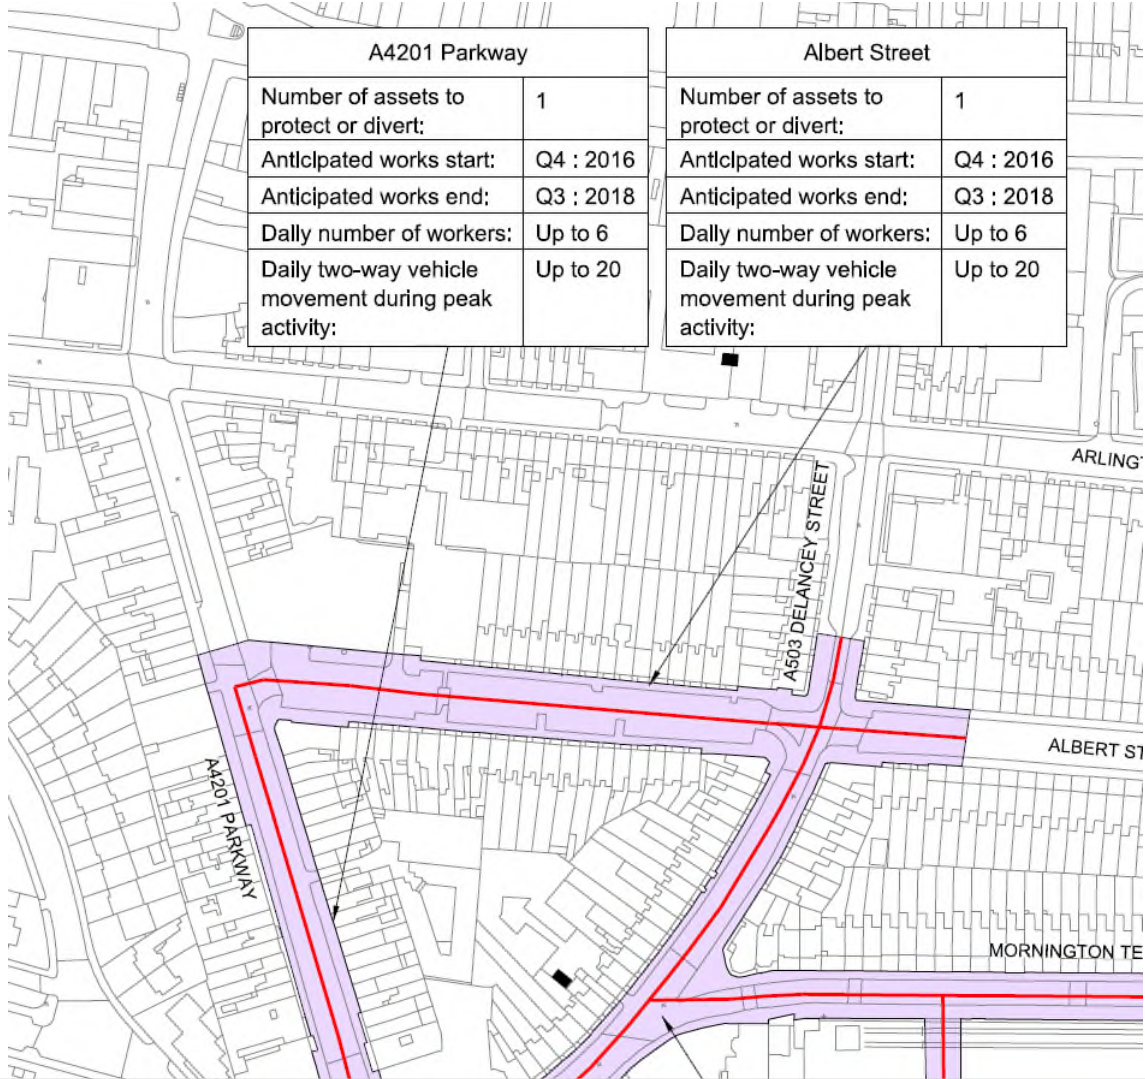 A4201 Parkway
Number of assets to
protect or divert:
1
Anticipated works start:
Q4 : 2016
Anticipated works end:
Q3 : 2018
Daily number of workers:
Up to 6
Daily two-way vehicle
movement during peak
activity:
Up to 20
Albert Street
Number of assets to
protect or divert:
1
Anticipated works start:
Q4 : 2016
Anticipated works end:
Q3 : 2018
Daily number of workers:
Up to 6
Daily two-way vehicle
movement during peak
activity:
Up to 20
ARLINGT
A503 DELANCEY STREET
ALBERT ST
A4201 PARKWAY
MORNINGTON TE